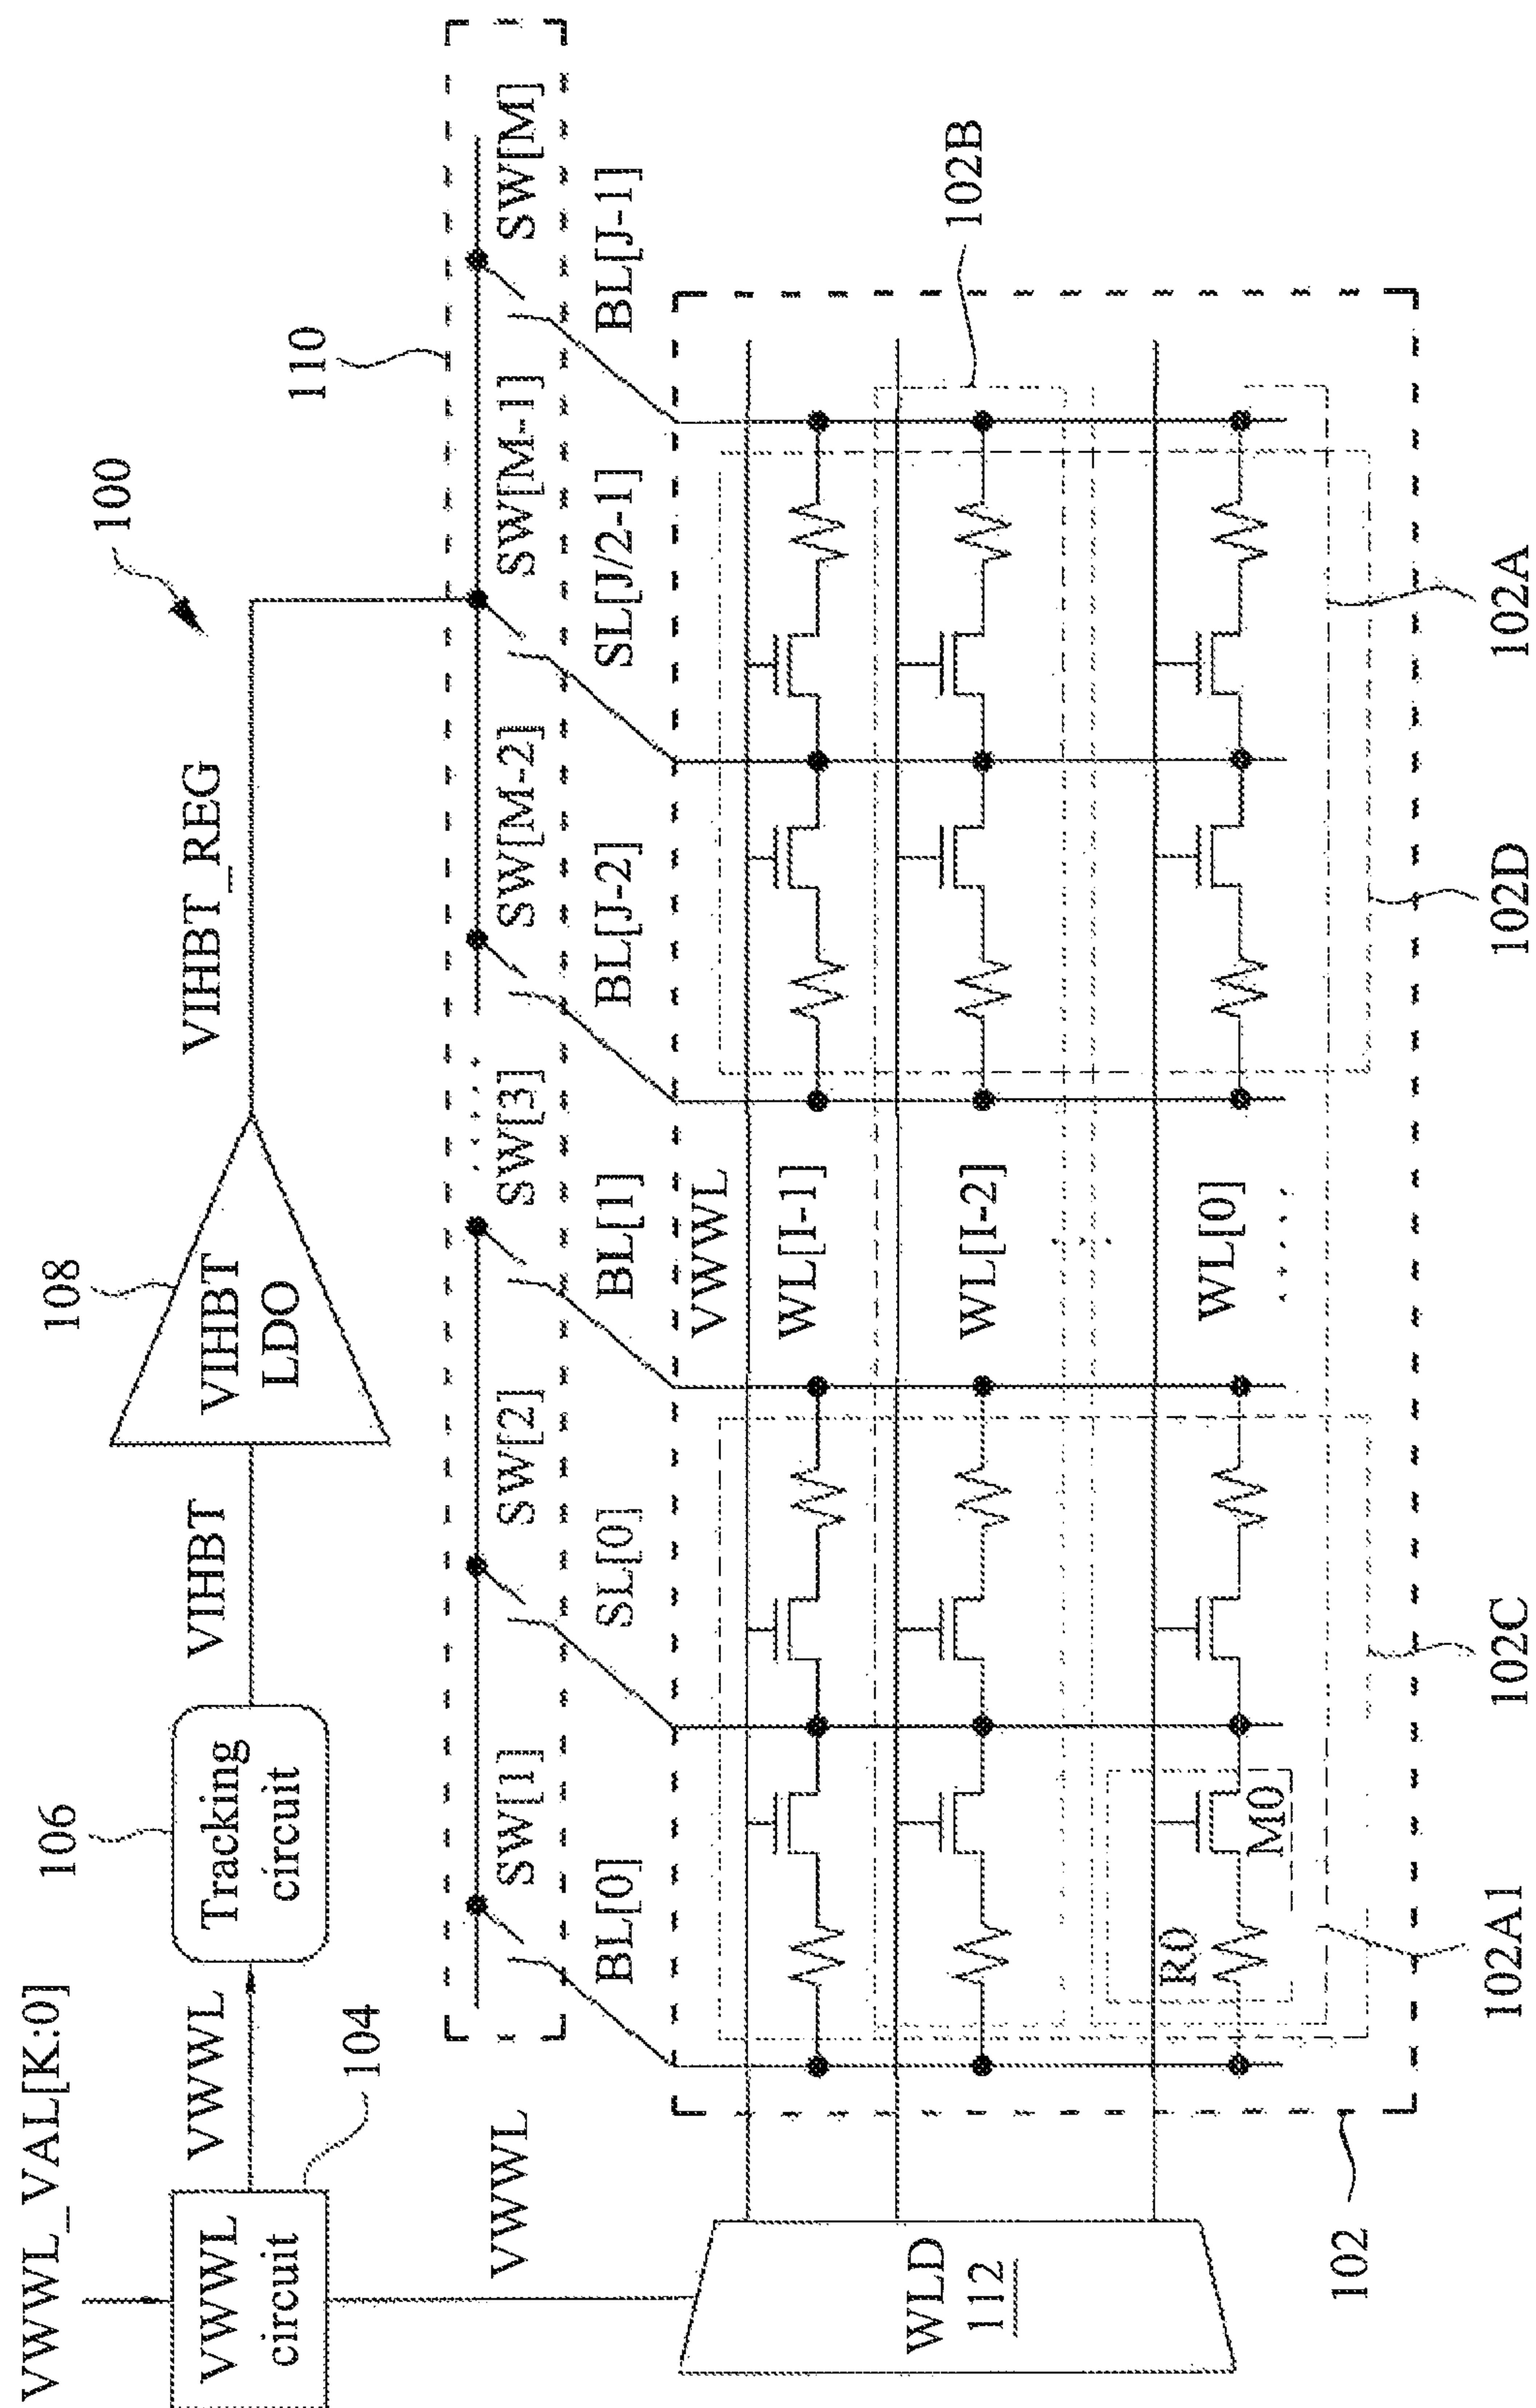 100
VWWL_VAL[K:0]
VWWL
circuit
104
VWWL
106
Tracking
circuit
VIHBT
108
VIHBT
LDO
VIHBT_REG
110
SW[1]
SW[2]
SW[3]
SW[M-2]
SW[M-1]
SW[M]
VWWL
BL[0]
SL[0]
BL[1]
BL[J-2]
SL[J/2-1]
BL[J-1]
VWWL
WL[I-1]
WL[I-2]
WL[0]
WLD
112
102B
R0
M0
102
102A1
102C
102D
102A